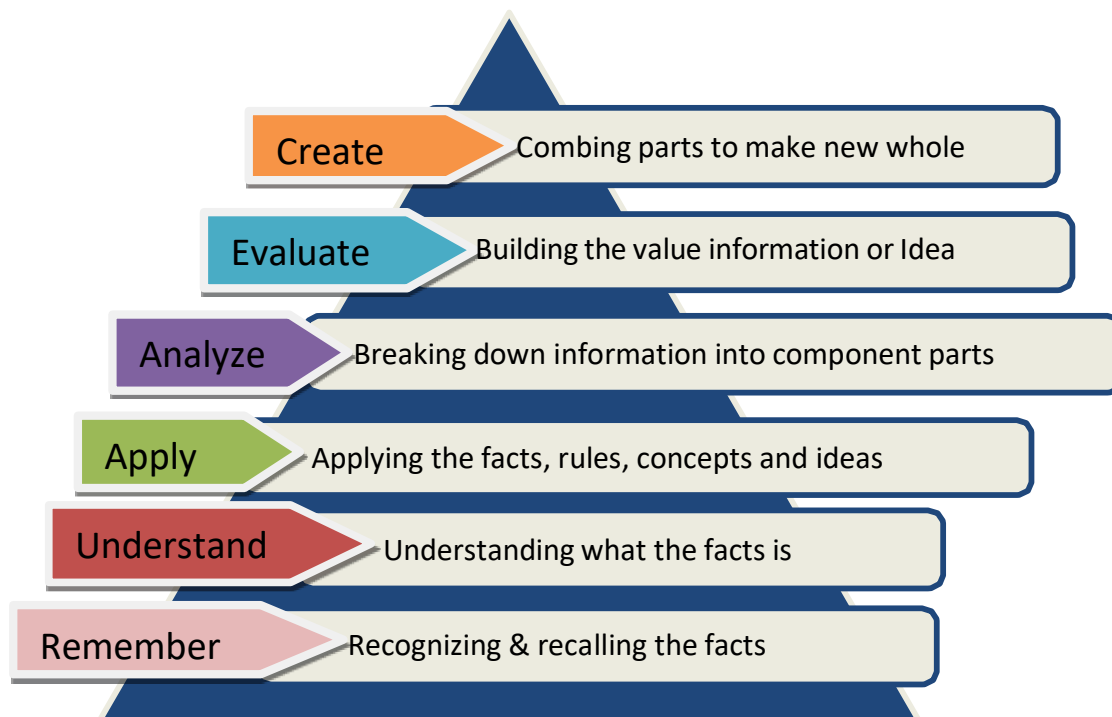 Create
Combing parts to make new whole
Evaluate
Building the value information or Idea
Analyze
Breaking down information into component parts
Apply
Applying the facts, rules, concepts and ideas
Understand
Understanding what the facts is
Remember
Recognizing & recalling the facts